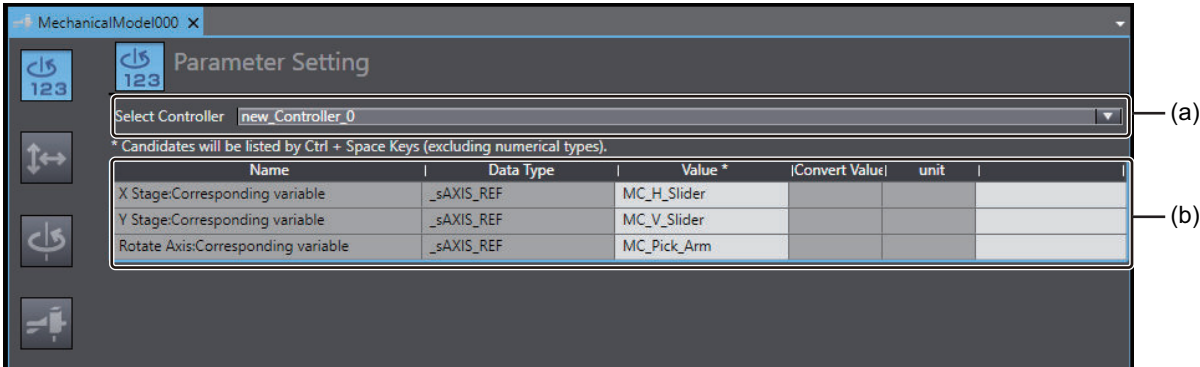 MechanicalModel000 X
123
123
Parameter Setting
Select Controller new_Controller_0
(a)
* Candidates will be listed by Ctrl + Space Keys (excluding numerical types).
Name Data Type Value * Convert Value unit
X Stage:Corresponding variable _sAXIS_REF MC_H_Slider
Y Stage:Corresponding variable _sAXIS_REF MC_V_Slider
(b)
Rotate Axis:Corresponding variable _sAXIS_REF MC_Pick_Arm